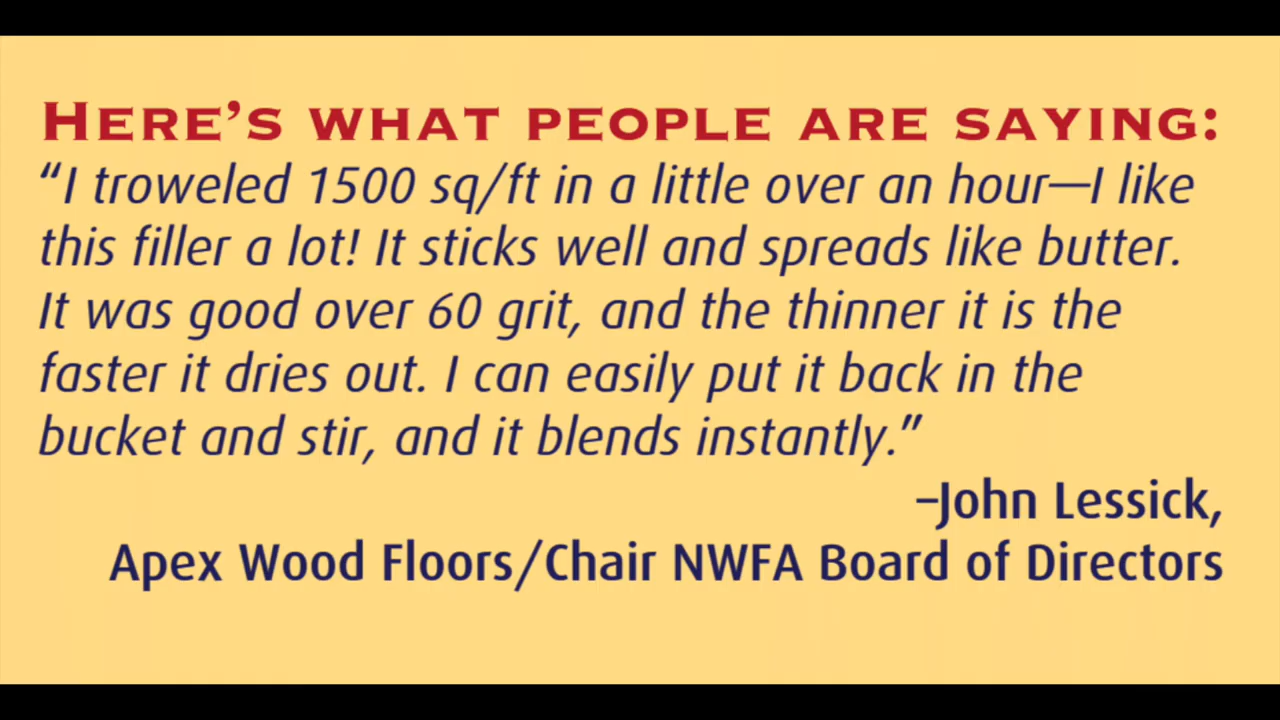 HERE'S WHAT PEOPLE ARE SAYING:
“I troweled 1500 sq/ft in a little over an hour—I like
this filler a lot! It sticks well and spreads like butter.
It was good over 60 grit, and the thinner it is the
faster it dries out. I can easily put it back in the
bucket and stir, and it blends instantly.”
–John Lessick,
Apex Wood Floors/Chair NWFA Board of Directors